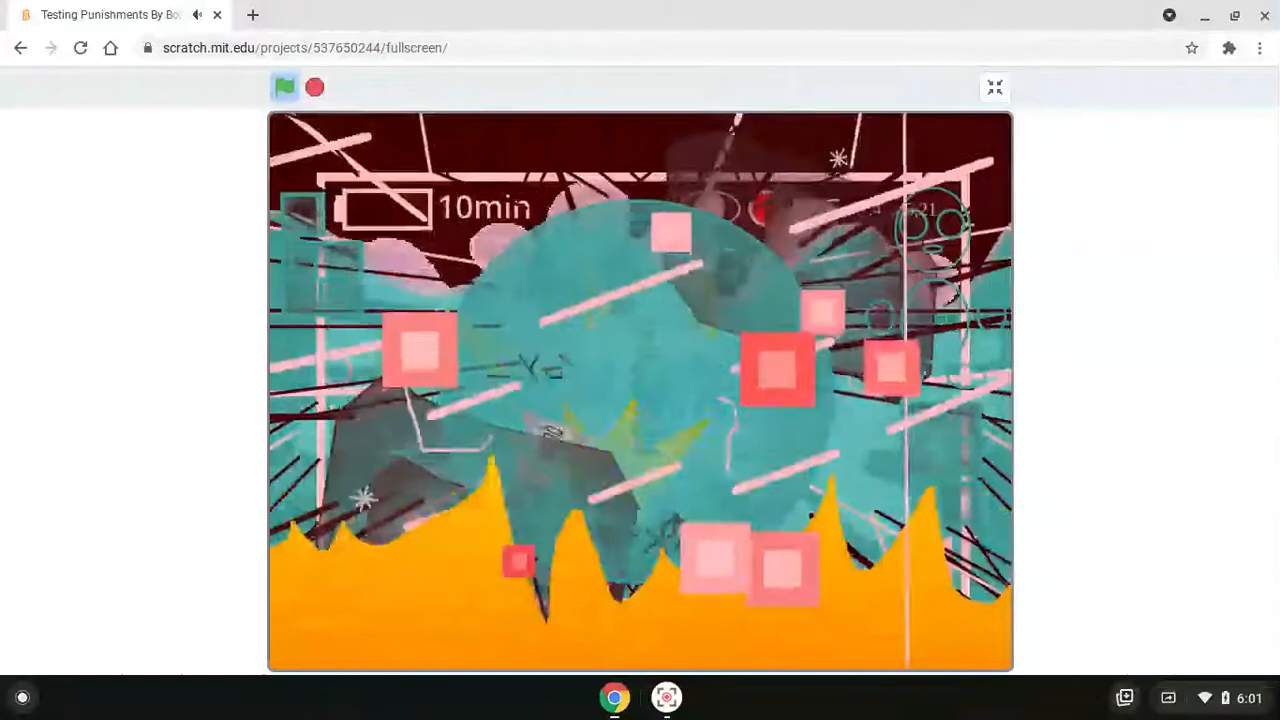 Testing Punishments By Bo
scratch.mit.edu/projects/537650244/fullscreen/
10min
6:01